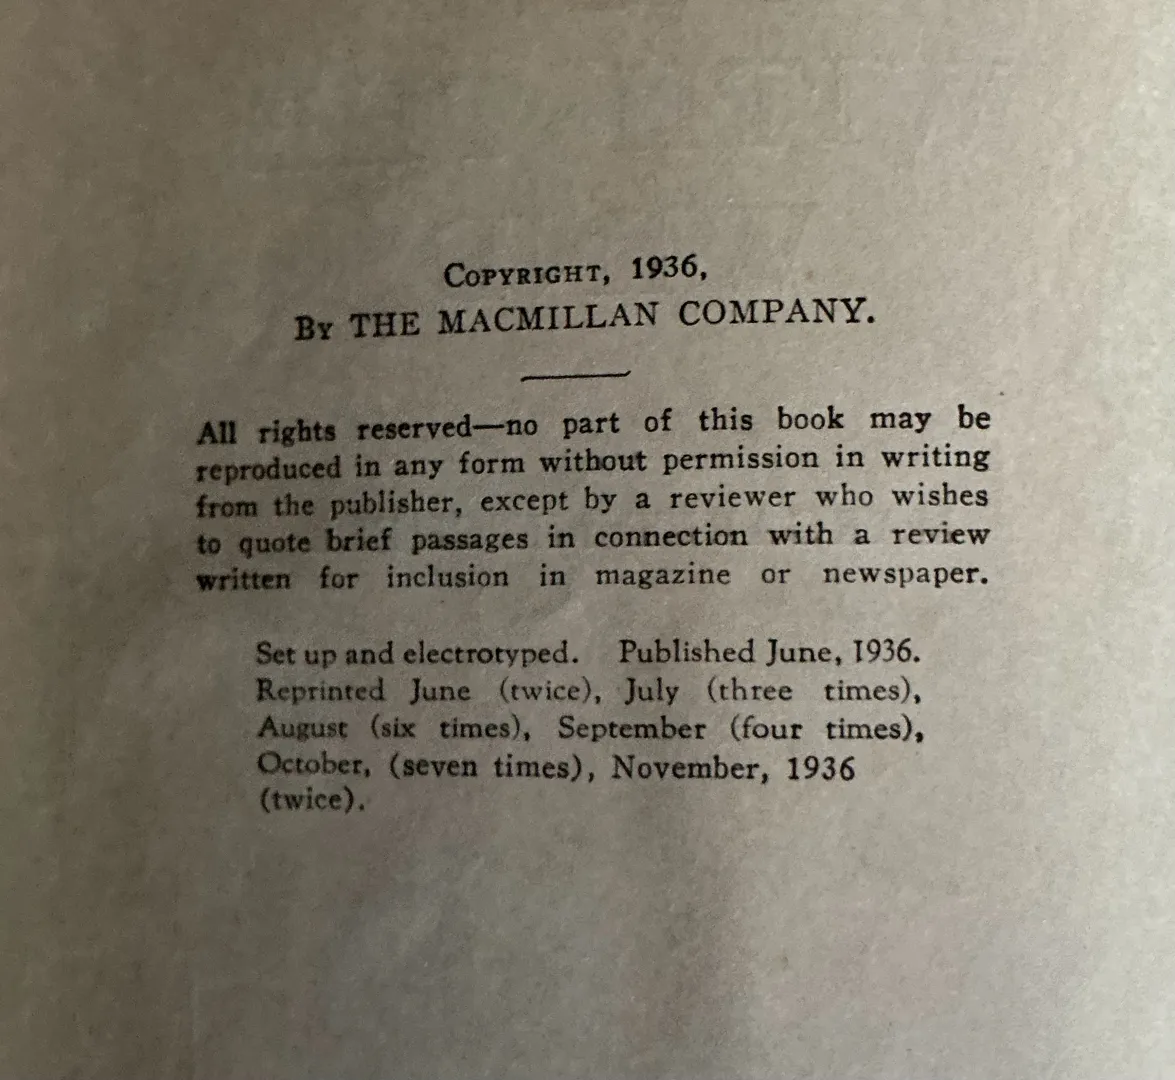 COPYRIGHT, 1936,
BY THE MACMILLAN COMPANY.
All rights reserved—no part of this book may be
reproduced in any form without permission in writing
from the publisher, except by a reviewer who wishes
to quote brief passages in connection with a review
written for inclusion in magazine or newspaper.
Set up and electrotyped. Published June, 1936.
Reprinted June (twice), July (three times),
August (six times), September (four times),
October, (seven times), November, 1936
(twice).